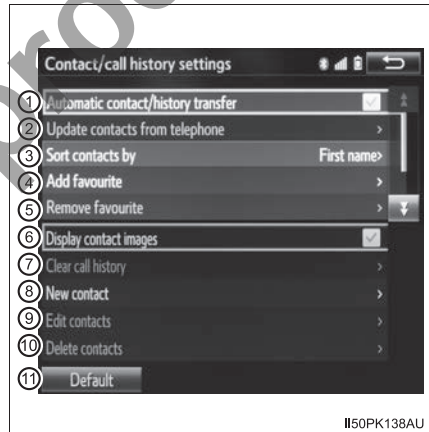 Contact/call history settings
1 Automatic contact/history transfer
2 Update contacts from telephone >
3 Sort contacts by First name>
4 Add favourite >
5 Remove favourite >
6 Display contact images
7 Clear call history >
8 New contact >
9 Edit contacts >
10 Delete contacts >
11 Default
II50PK138AU